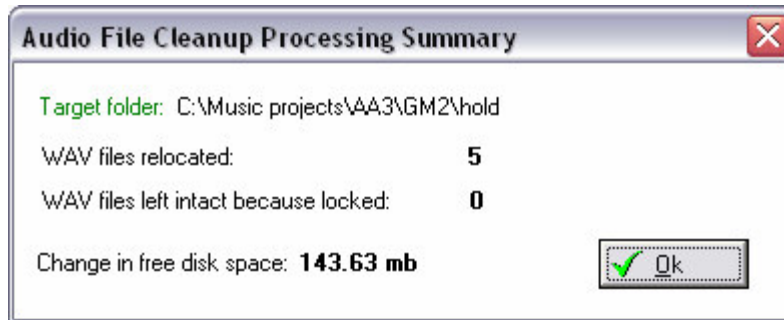 Audio File Cleanup Processing Summary
Target folder: C:\Music projects\AA3\GM2\hold
WAV files relocated: 5
WAV files left intact because locked: 0
Change in free disk space: 143.63 mb
Ok